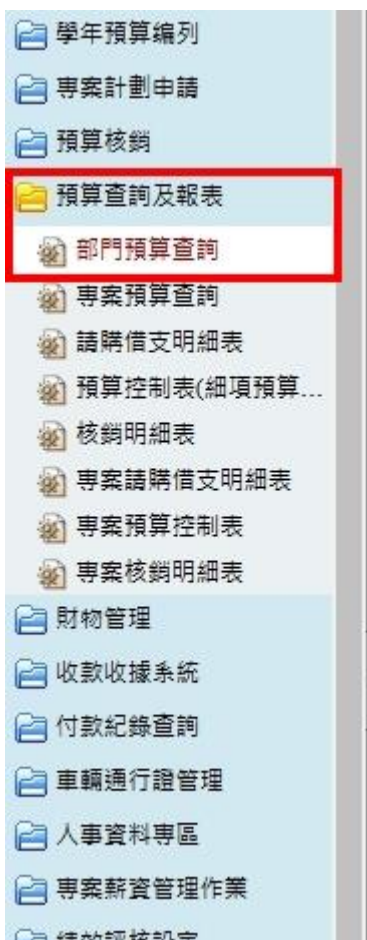 學年預算編列
專案計劃申請
預算核銷
預算查詢及報表
部門預算查詢
專案預算查詢
請購借支明細表
預算控制表(細項預算...
核銷明細表
專案請購借支明細表
專案預算控制表
專案核銷明細表
財物管理
收款收據系統
付款紀錄查詢
車輛通行證管理
人事資料專區
專案薪資管理作業